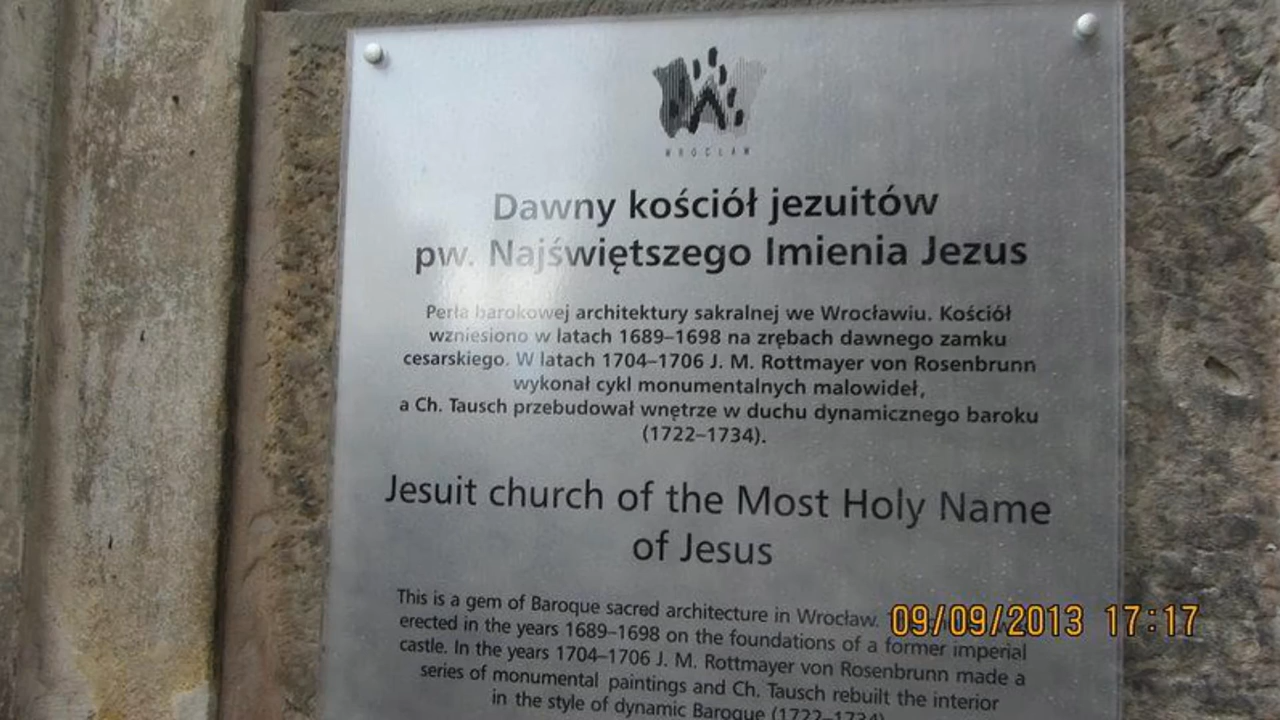 WROCŁAW
Dawny kościół jezuitów
pw. Najświętszego Imienia Jezus
Perła barokowej architektury sakralnej we Wrocławiu. Kościół
wzniesiono w latach 1689–1698 na zrębach dawnego zamku
cesarskiego. W latach 1704–1706 J. M. Rottmayer von Rosenbrunn
wykonał cykl monumentalnych malowideł,
a Ch. Tausch przebudował wnętrze w duchu dynamicznego baroku
(1722–1734).
Jesuit church of the Most Holy Name
of Jesus
This is a gem of Baroque sacred architecture in Wrocław.
erected in the years 1689–1698 on the foundations of a former imperial
castle. In the years 1704–1706 J. M. Rottmayer von Rosenbrunn made a
series of monumental paintings and Ch. Tausch rebuilt the interior
in the style of dynamic Baroque (1722–1734)
09/09/2013 17:17